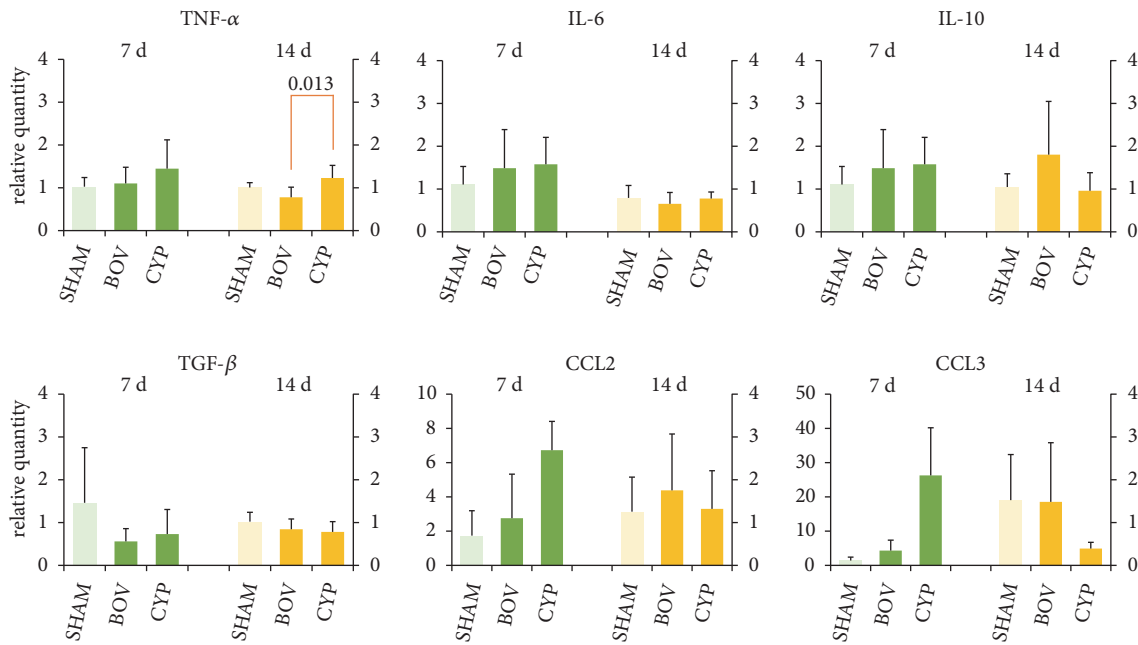 TNF-α
7 d
14 d
relative quantity
4
3
2
1
0
4
3
2
1
0
0.013
SHAM
BOV
CYP
SHAM
BOV
CYP
IL-6
7 d
14 d
4
3
2
1
0
4
3
2
1
0
SHAM
BOV
CYP
SHAM
BOV
CYP
IL-10
7 d
14 d
4
3
2
1
0
4
3
2
1
0
SHAM
BOV
CYP
SHAM
BOV
CYP
TGF-β
7 d
14 d
relative quantity
4
3
2
1
0
4
3
2
1
0
SHAM
BOV
CYP
SHAM
BOV
CYP
CCL2
7 d
14 d
10
8
6
4
2
0
4
3
2
1
0
SHAM
BOV
CYP
SHAM
BOV
CYP
CCL3
7 d
14 d
50
40
30
20
10
0
4
3
2
1
0
SHAM
BOV
CYP
SHAM
BOV
CYP